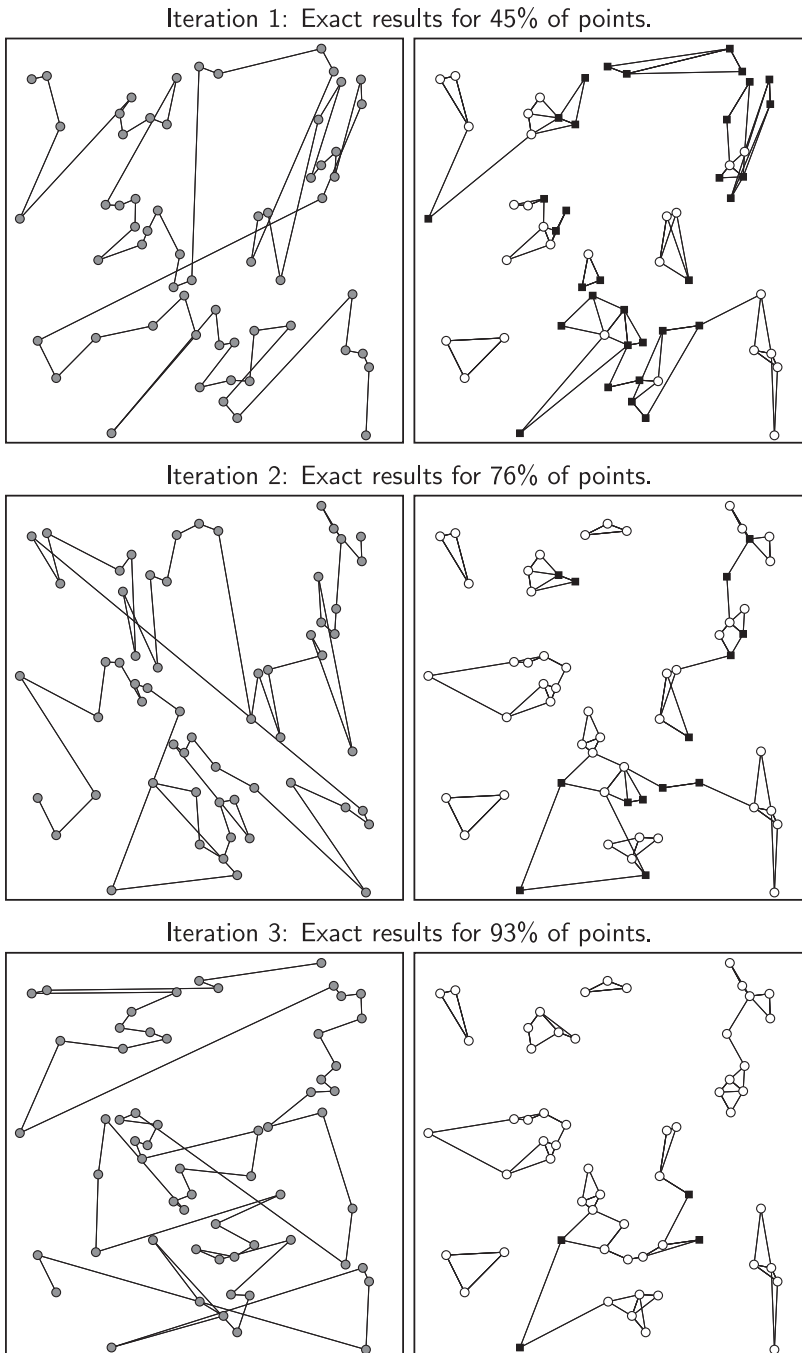 Iteration 1: Exact results for 45% of points.
Iteration 2: Exact results for 76% of points.
Iteration 3: Exact results for 93% of points.